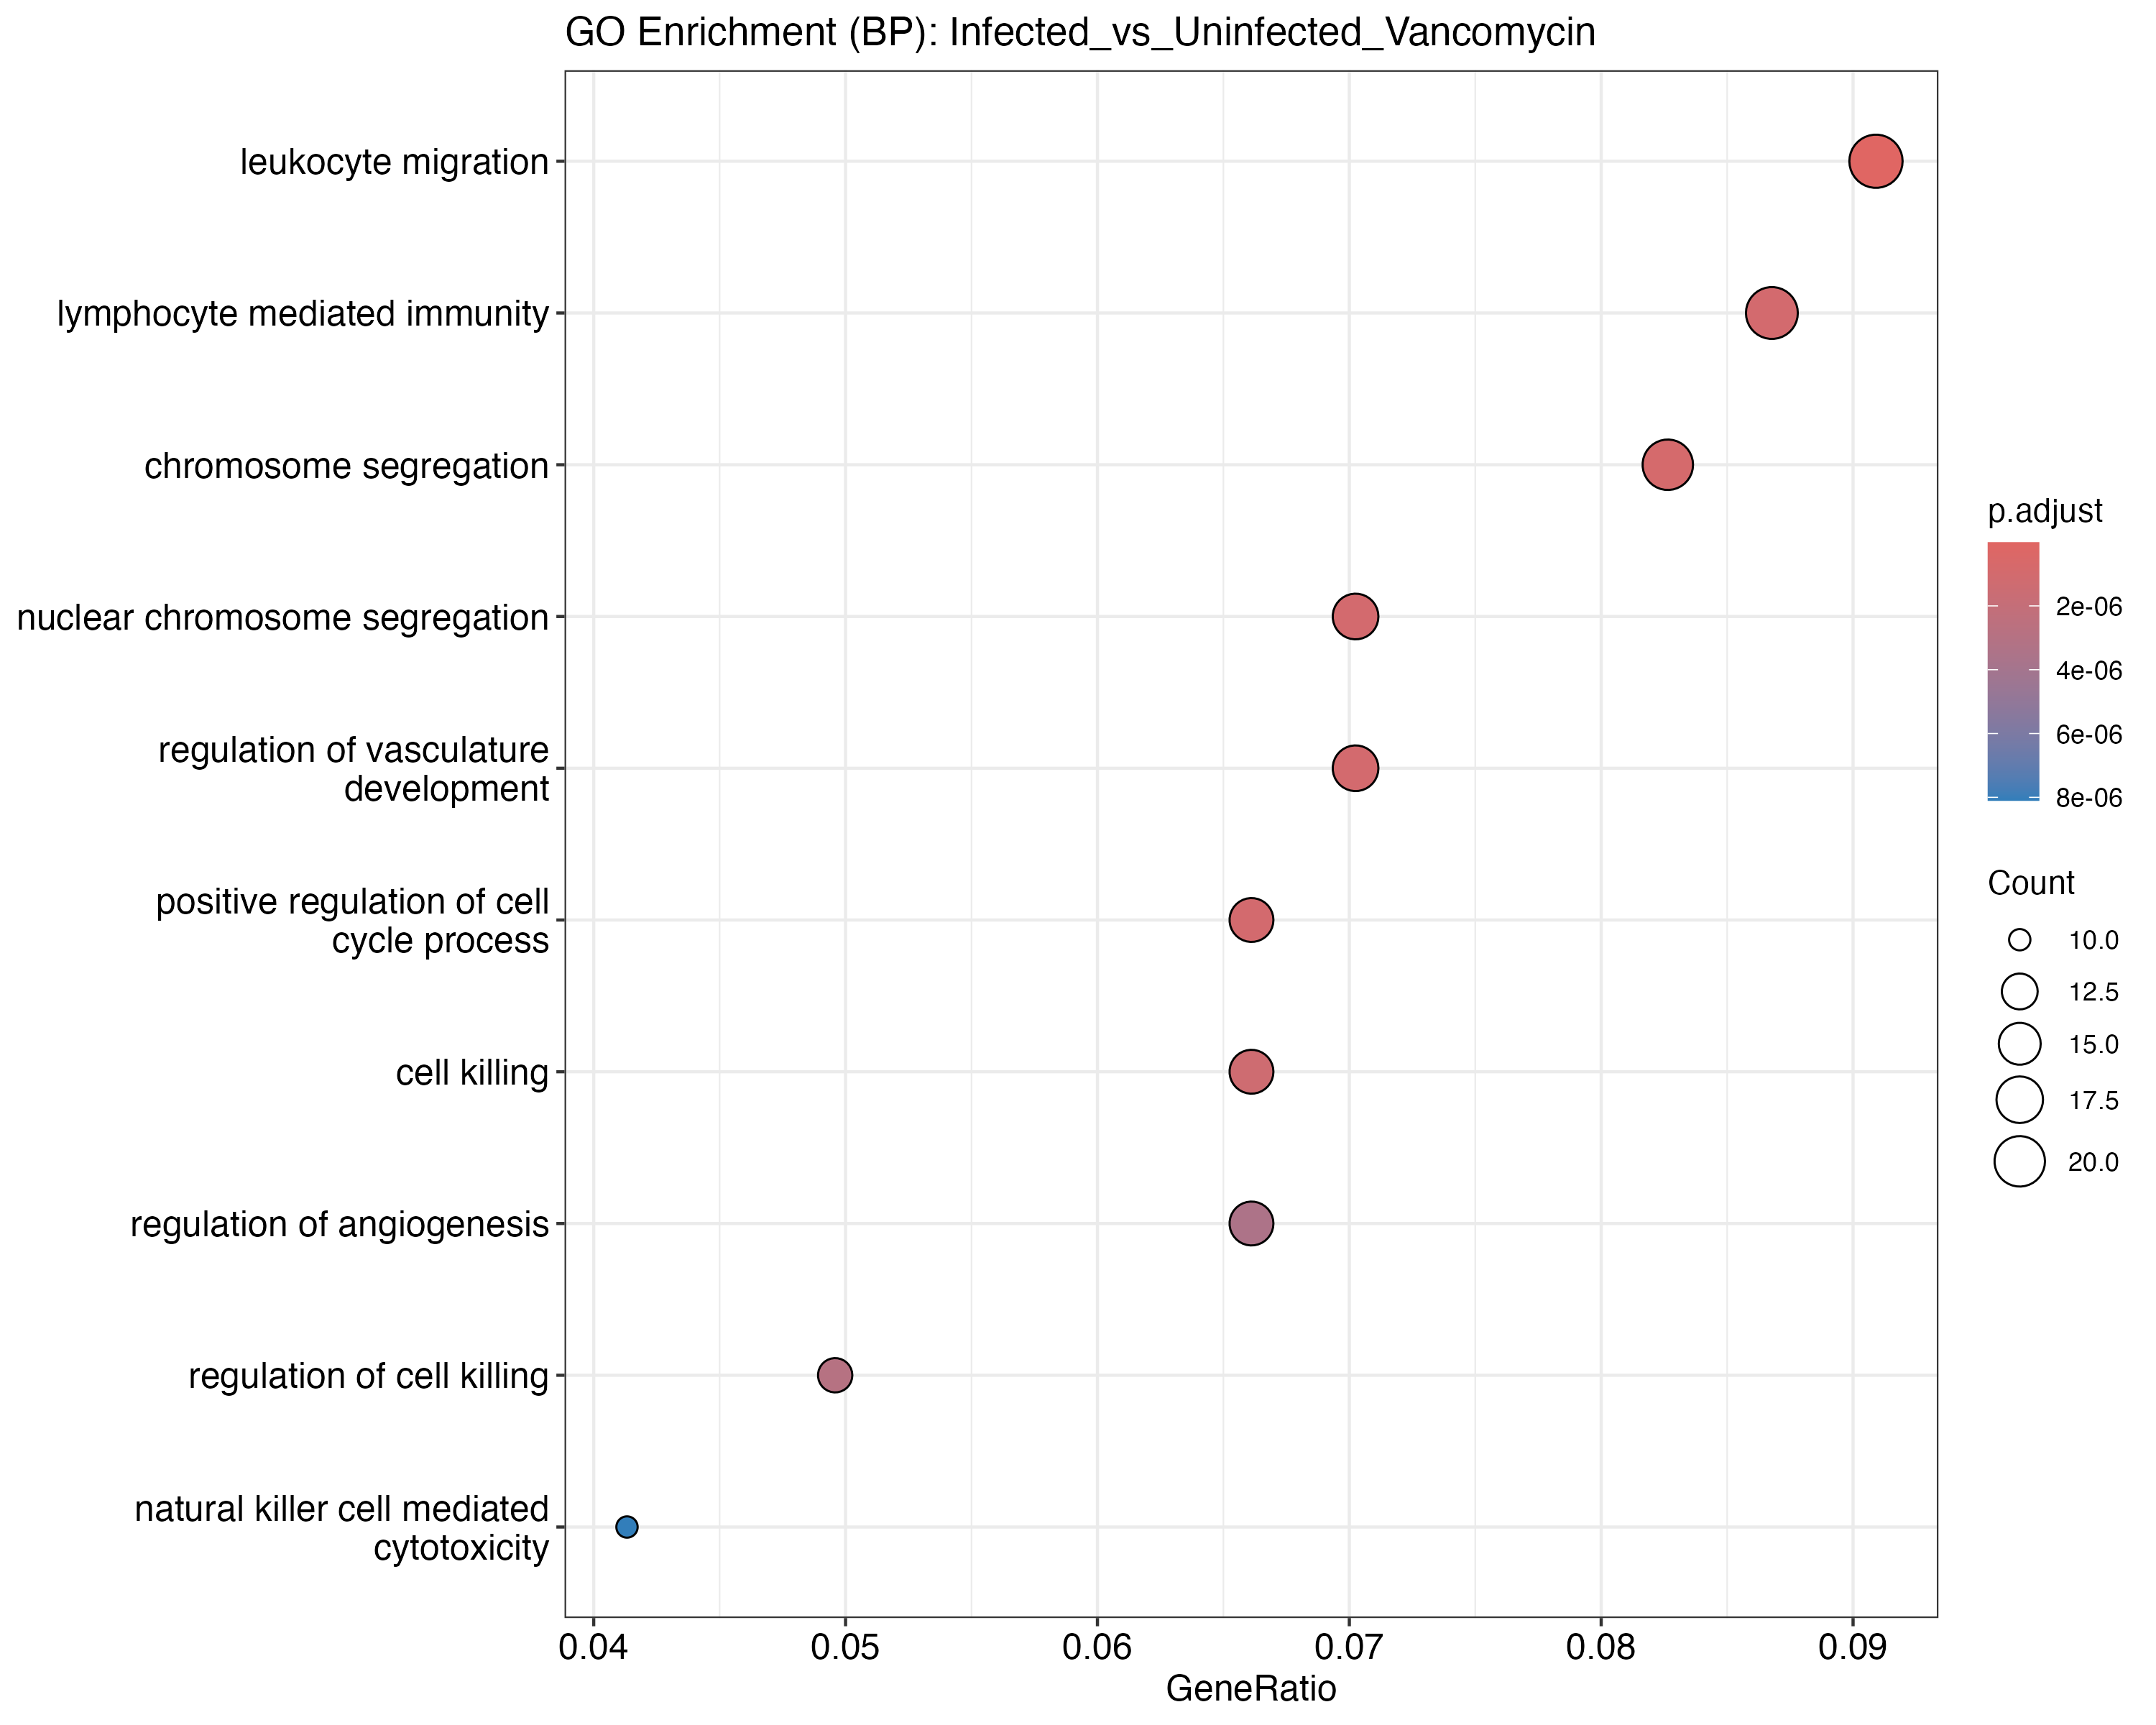 GO Enrichment (BP): Infected_vs_Uninfected_Vancomycin
leukocyte migration
lymphocyte mediated immunity
chromosome segregation
nuclear chromosome segregation
regulation of vasculature
development
positive regulation of cell
cycle process
cell killing
regulation of angiogenesis
regulation of cell killing
natural killer cell mediated
cytotoxicity
0.04 0.05 0.06 0.07 0.08 0.09
GeneRatio
p.adjust
2e-06
4e-06
6e-06
8e-06
Count
10.0
12.5
15.0
17.5
20.0